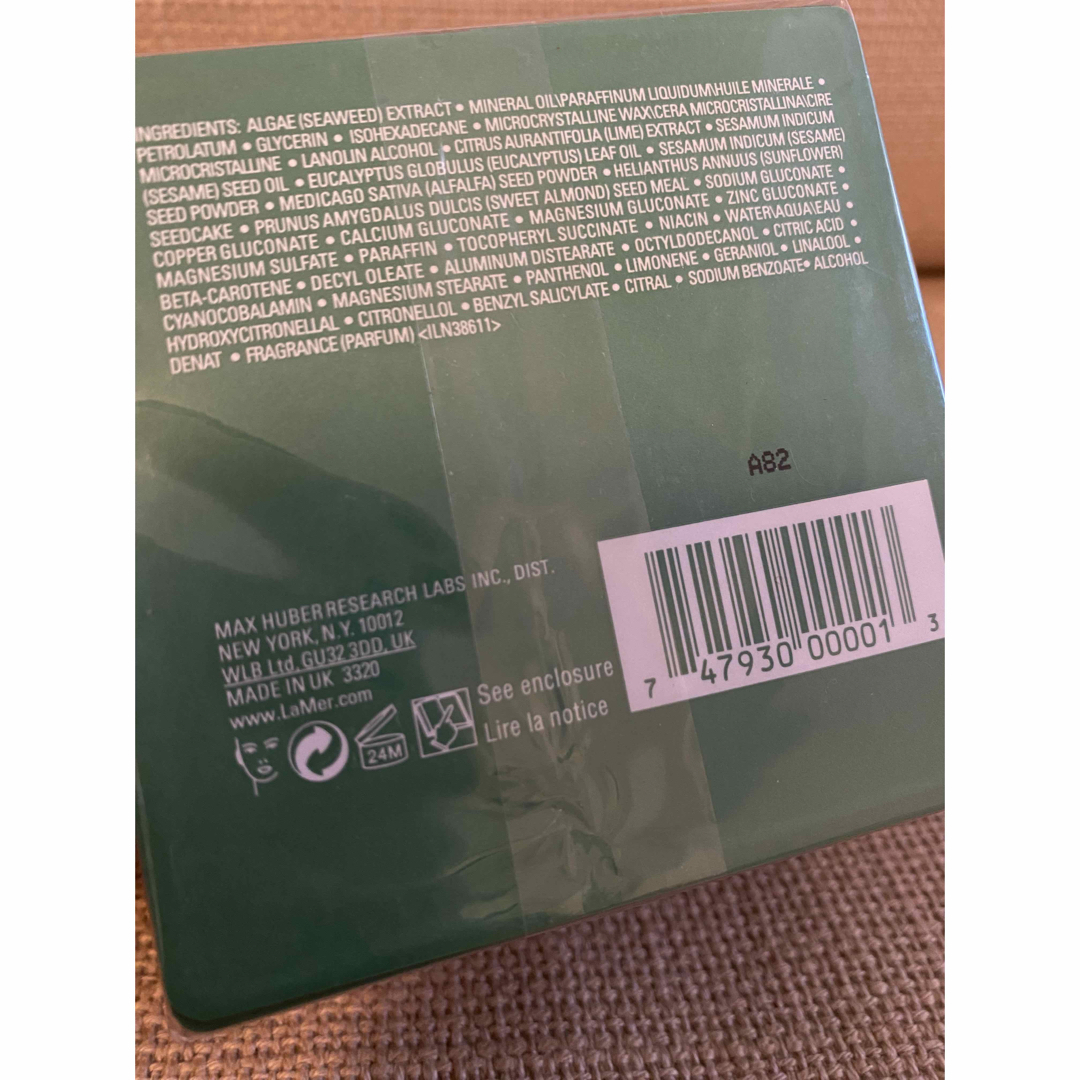 INGREDIENTS: ALGAE (SEAWEED) EXTRACT • MINERAL OIL\PARAFFINUM LIQUIDUM\HUILE MINERALE •
PETROLATUM • GLYCERIN • ISOHEXADECANE • MICROCRYSTALLINE WAX\CERA MICROCRISTALLINA\CIRE
MICROCRISTALLINE • LANOLIN ALCOHOL • CITRUS AURANTIFOLIA (LIME) EXTRACT • SESAMUM INDICUM
(SESAME) SEED OIL • EUCALYPTUS GLOBULUS (EUCALYPTUS) LEAF OIL • SESAMUM INDICUM (SESAME)
SEED POWDER • MEDICAGO SATIVA (ALFALFA) SEED POWDER • HELIANTHUS ANNUUS (SUNFLOWER)
SEEDCAKE • PRUNUS AMYGDALUS DULCIS (SWEET ALMOND) SEED MEAL • SODIUM GLUCONATE •
COPPER GLUCONATE • CALCIUM GLUCONATE • MAGNESIUM GLUCONATE • ZINC GLUCONATE •
MAGNESIUM SULFATE • PARAFFIN • TOCOPHERYL SUCCINATE • NIACIN • WATER\AQUA\EAU •
BETA-CAROTENE • DECYL OLEATE • ALUMINUM DISTEARATE • OCTYLDODECANOL • CITRIC ACID •
CYANOCOBALAMIN • MAGNESIUM STEARATE • PANTHENOL • LIMONENE • GERANIOL • LINALOOL •
HYDROXYCITRONELLAL • CITRONELLOL • BENZYL SALICYLATE • CITRAL • SODIUM BENZOATE • ALCOHOL
DENAT • FRAGRANCE (PARFUM) <ILN38611>
A82
MAX HUBER RESEARCH LABS INC., DIST.
NEW YORK, N.Y. 10012
WLB Ltd, GU32 3DD, UK
MADE IN UK 3320
www.LaMer.com
24M
See enclosure
Lire la notice
7 47930 00001 3